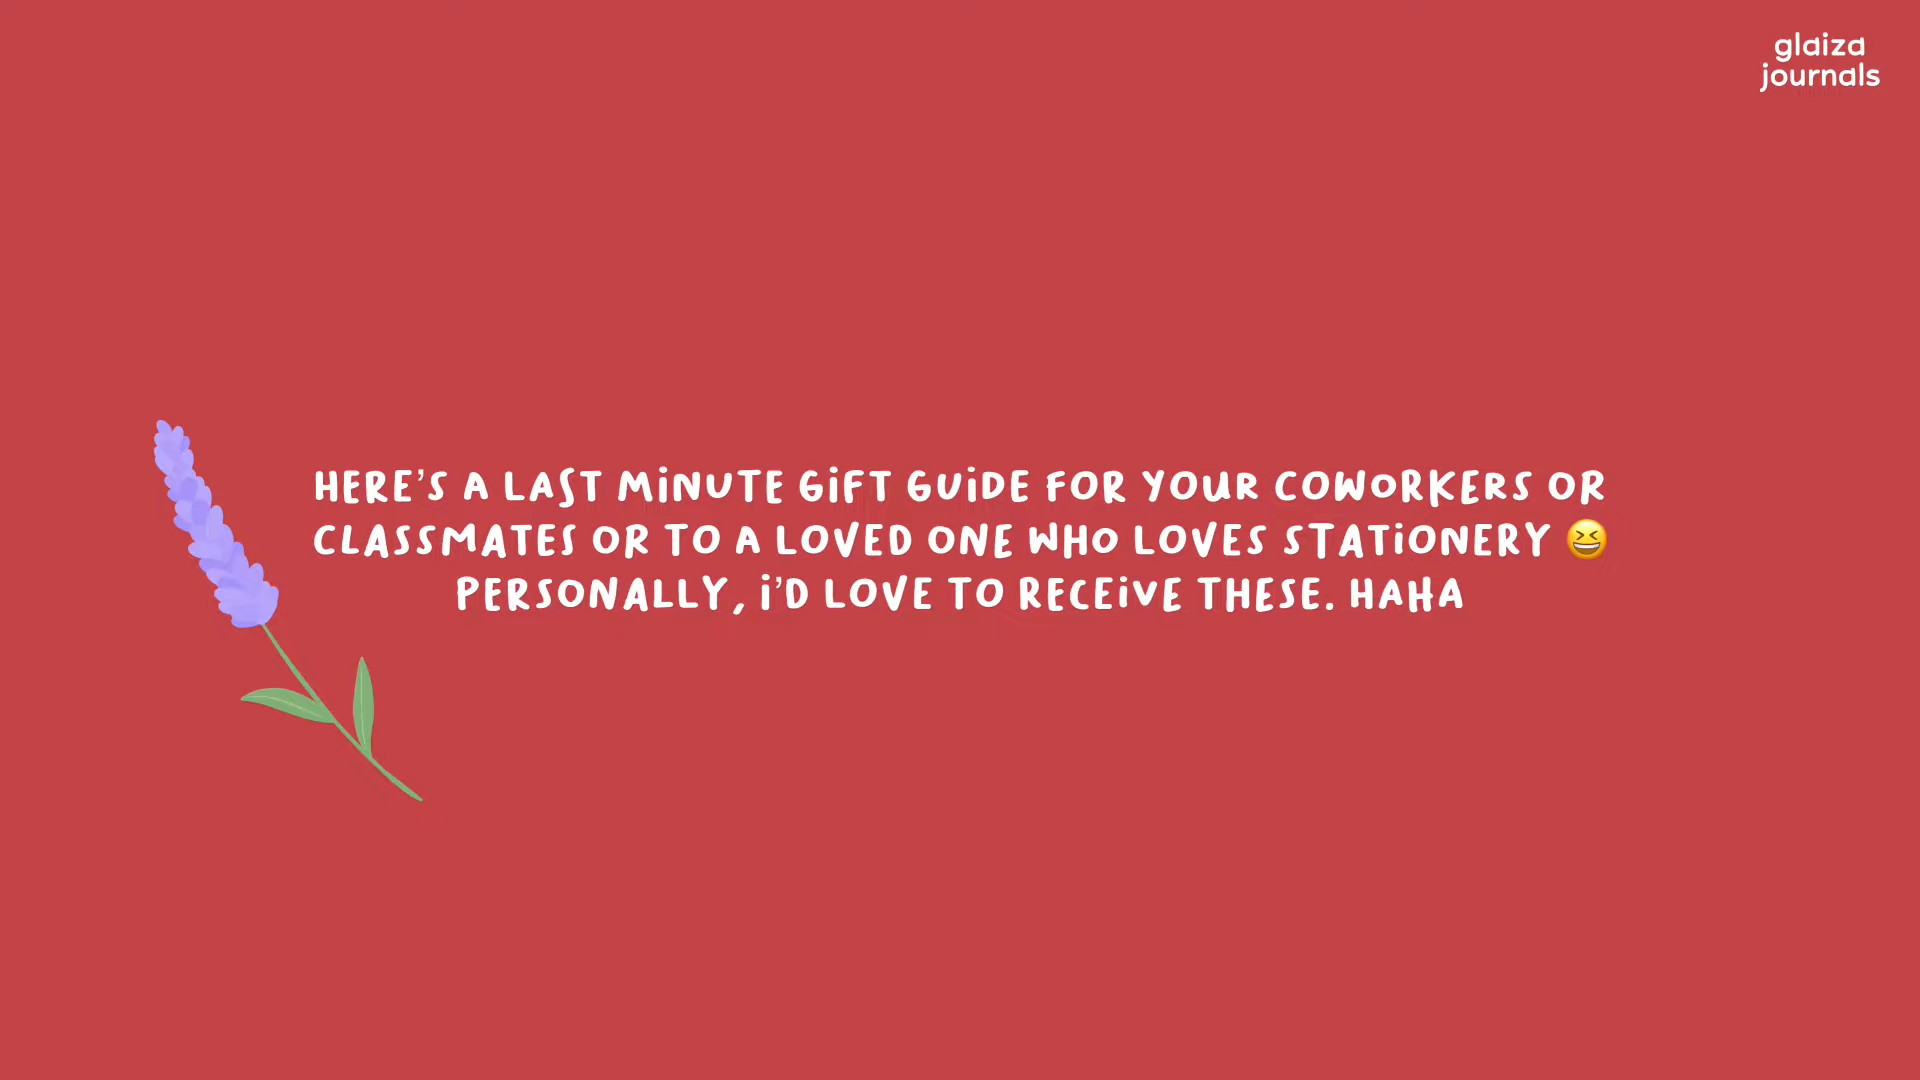 glaiza
journals
HERE'S A LAST MINUTE GIFT GUIDE FOR YOUR COWORKERS OR
CLASSMATES OR TO A LOVED ONE WHO LOVES STATIONERY 😆
PERSONALLY, I'D LOVE TO RECEIVE THESE. HAHA